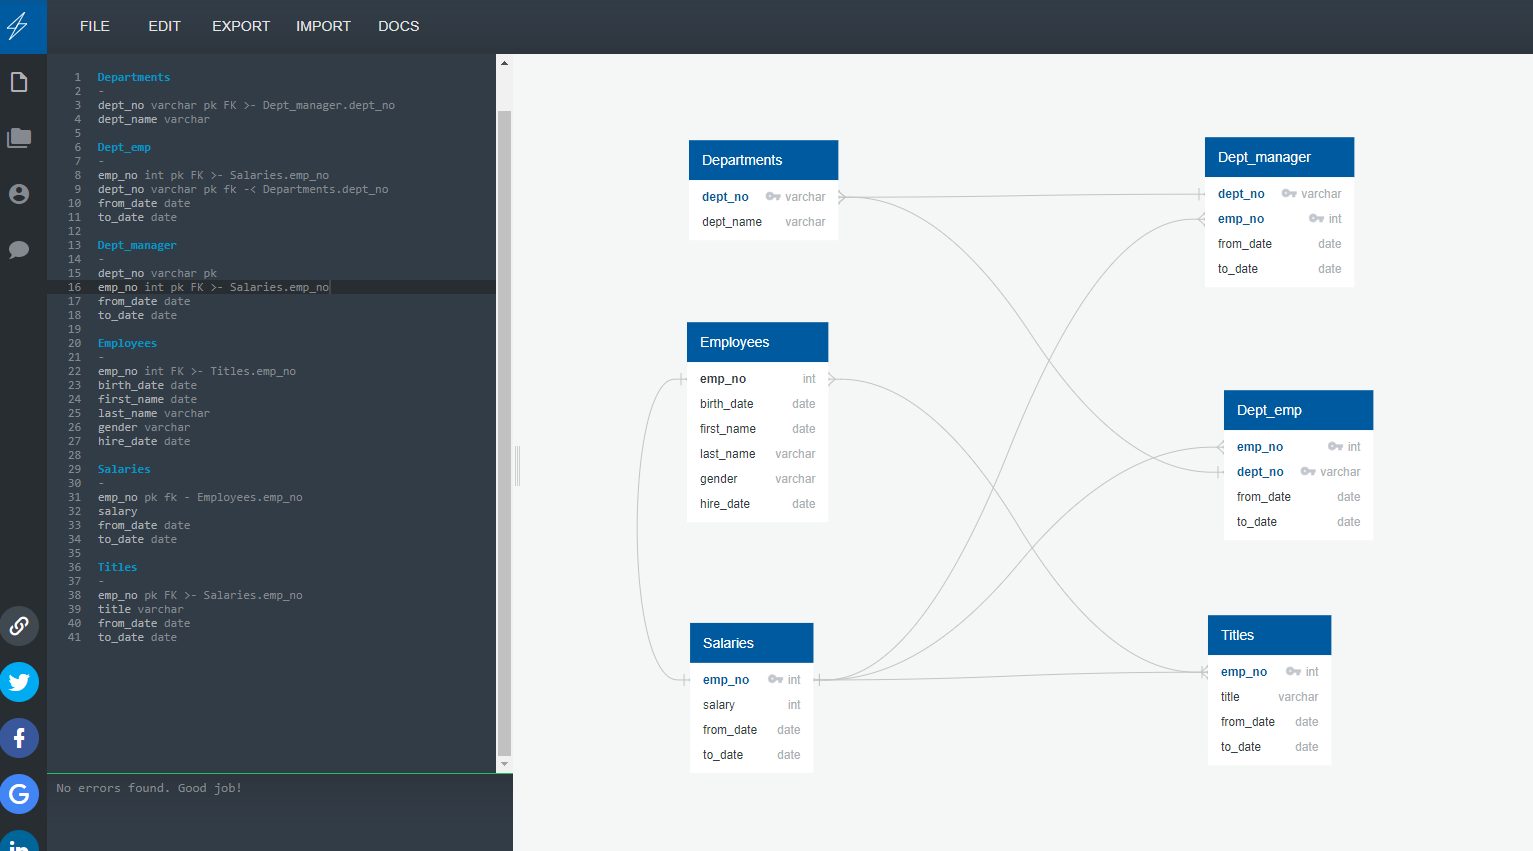 FILE EDIT EXPORT IMPORT DOCS
1 Departments
2 -
3 dept_no varchar pk FK >- Dept_manager.dept_no
4 dept_name varchar
5
6 Dept_emp
7 -
8 emp_no int pk FK >- Salaries.emp_no
9 dept_no varchar pk fk -< Departments.dept_no
10 from_date date
11 to_date date
12
13 Dept_manager
14 -
15 dept_no varchar pk
16 emp_no int pk FK >- Salaries.emp_no
17 from_date date
18 to_date date
19
20 Employees
21 -
22 emp_no int FK >- Titles.emp_no
23 birth_date date
24 first_name date
25 last_name varchar
26 gender varchar
27 hire_date date
28
29 Salaries
30 -
31 emp_no pk fk - Employees.emp_no
32 salary
33 from_date date
34 to_date date
35
36 Titles
37 -
38 emp_no pk FK >- Salaries.emp_no
39 title varchar
40 from_date date
41 to_date date
No errors found. Good job!
Departments
dept_no varchar
dept_name varchar
Dept_manager
dept_no varchar
emp_no int
from_date date
to_date date
Employees
emp_no int
birth_date date
first_name date
last_name varchar
gender varchar
hire_date date
Dept_emp
emp_no int
dept_no varchar
from_date date
to_date date
Salaries
emp_no int
salary int
from_date date
to_date date
Titles
emp_no int
title varchar
from_date date
to_date date